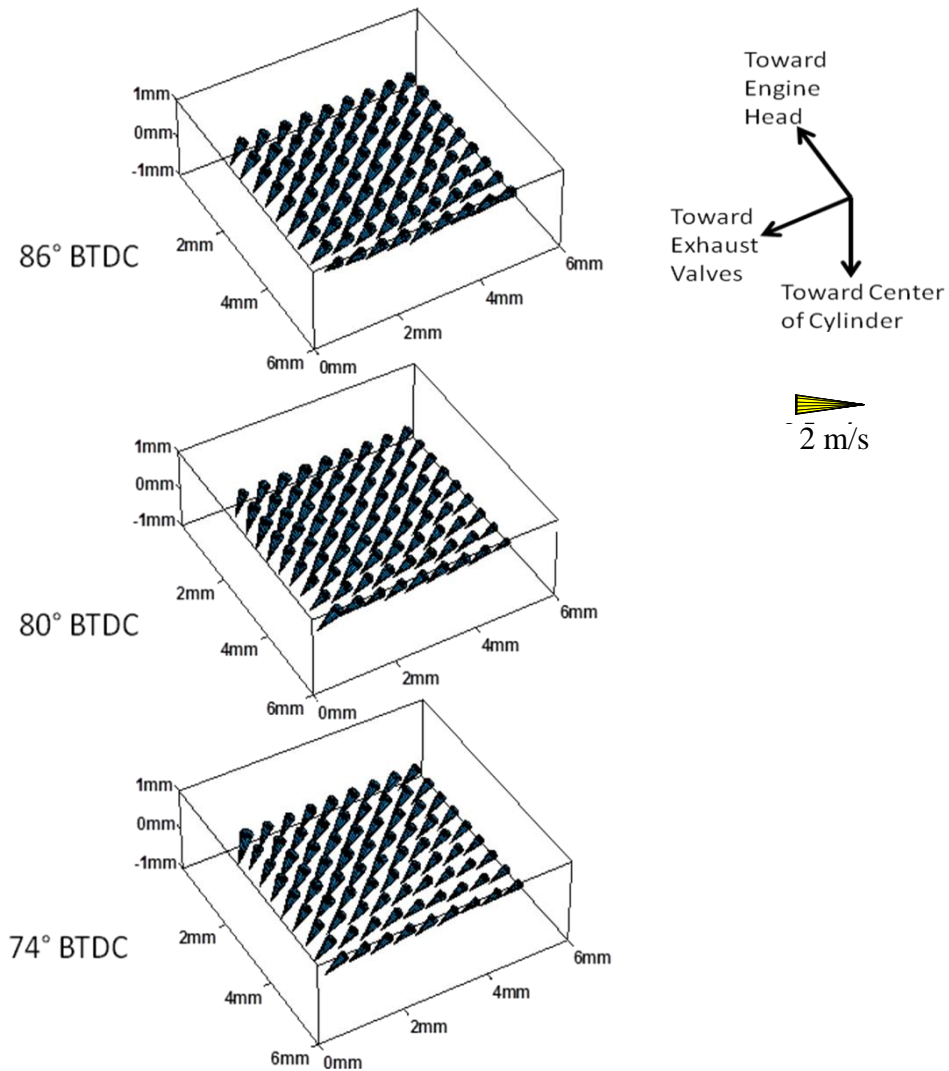 1mm
0mm
-1mm
2mm
4mm
6mm
0mm
2mm
4mm
6mm
86° BTDC
1mm
0mm
-1mm
2mm
4mm
6mm
0mm
2mm
4mm
6mm
80° BTDC
1mm
0mm
-1mm
2mm
4mm
6mm
0mm
2mm
4mm
6mm
74° BTDC
Toward
Engine
Head
Toward
Exhaust
Valves
Toward Center
of Cylinder
2 m/s